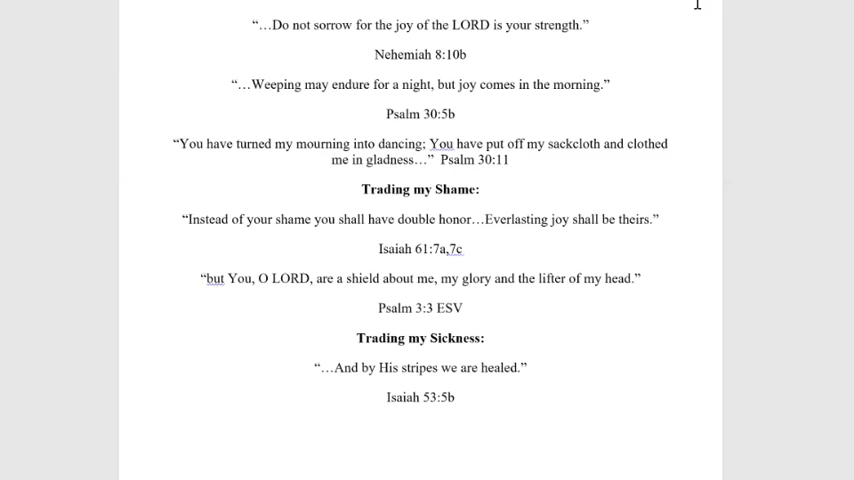 “…Do not sorrow for the joy of the LORD is your strength.”
Nehemiah 8:10b
“…Weeping may endure for a night, but joy comes in the morning.”
Psalm 30:5b
“You have turned my mourning into dancing; You have put off my sackcloth and clothed
me in gladness…”  Psalm 30:11
Trading my Shame:
“Instead of your shame you shall have double honor…Everlasting joy shall be theirs.”
Isaiah 61:7a,7c
“but You, O LORD, are a shield about me, my glory and the lifter of my head.”
Psalm 3:3 ESV
Trading my Sickness:
“…And by His stripes we are healed.”
Isaiah 53:5b